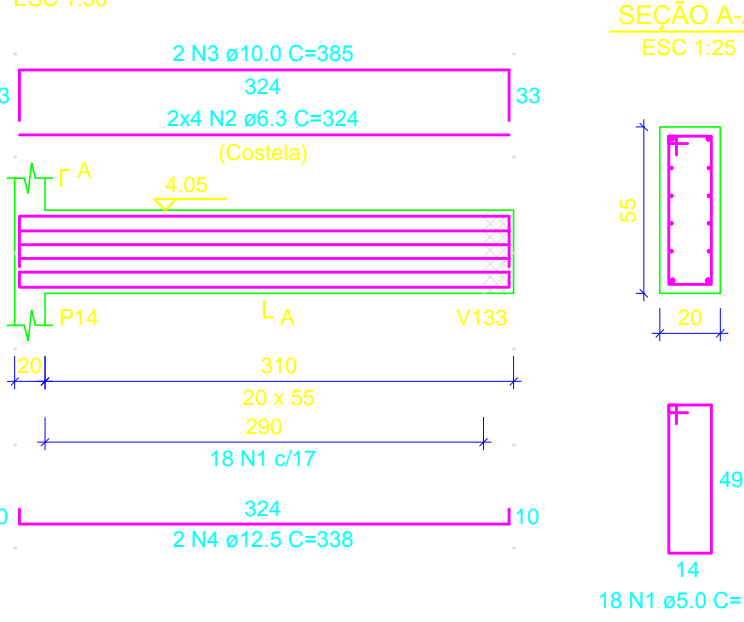 SEÇÃO A-
ESC 1:25
2 N3 ø10.0 C=385
324
33
2x4 N2 ø6.3 C=324
(Costela)
A
4.05
55
P14
A
V133
20
20
310
20 x 55
290
18 N1 c/17
49
324
10
2 N4 ø12.5 C=338
14
18 N1 ø5.0 C=